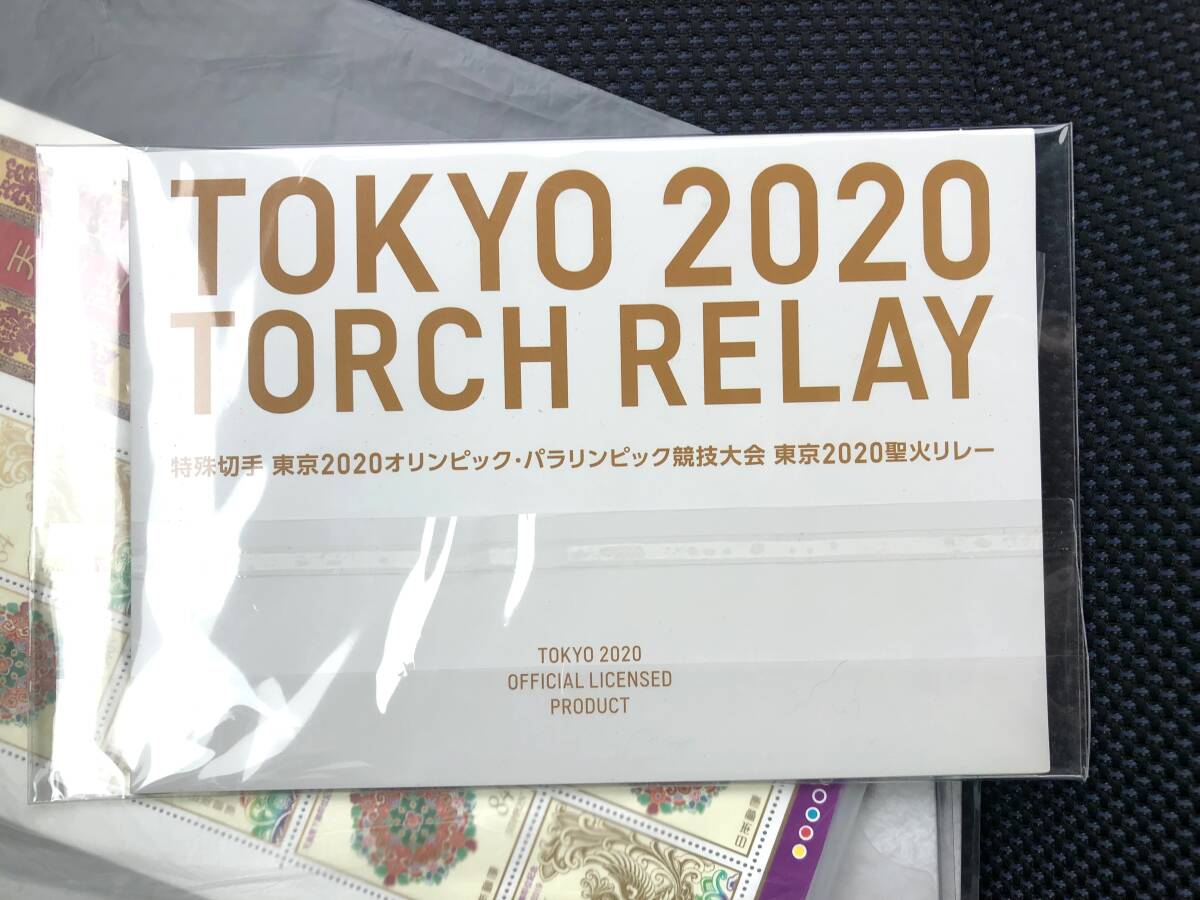 TOKYO 2020
TORCH RELAY
特殊切手 東京2020オリンピック・パラリンピック競技大会 東京2020聖火リレー
TOKYO 2020
OFFICIAL LICENSED
PRODUCT